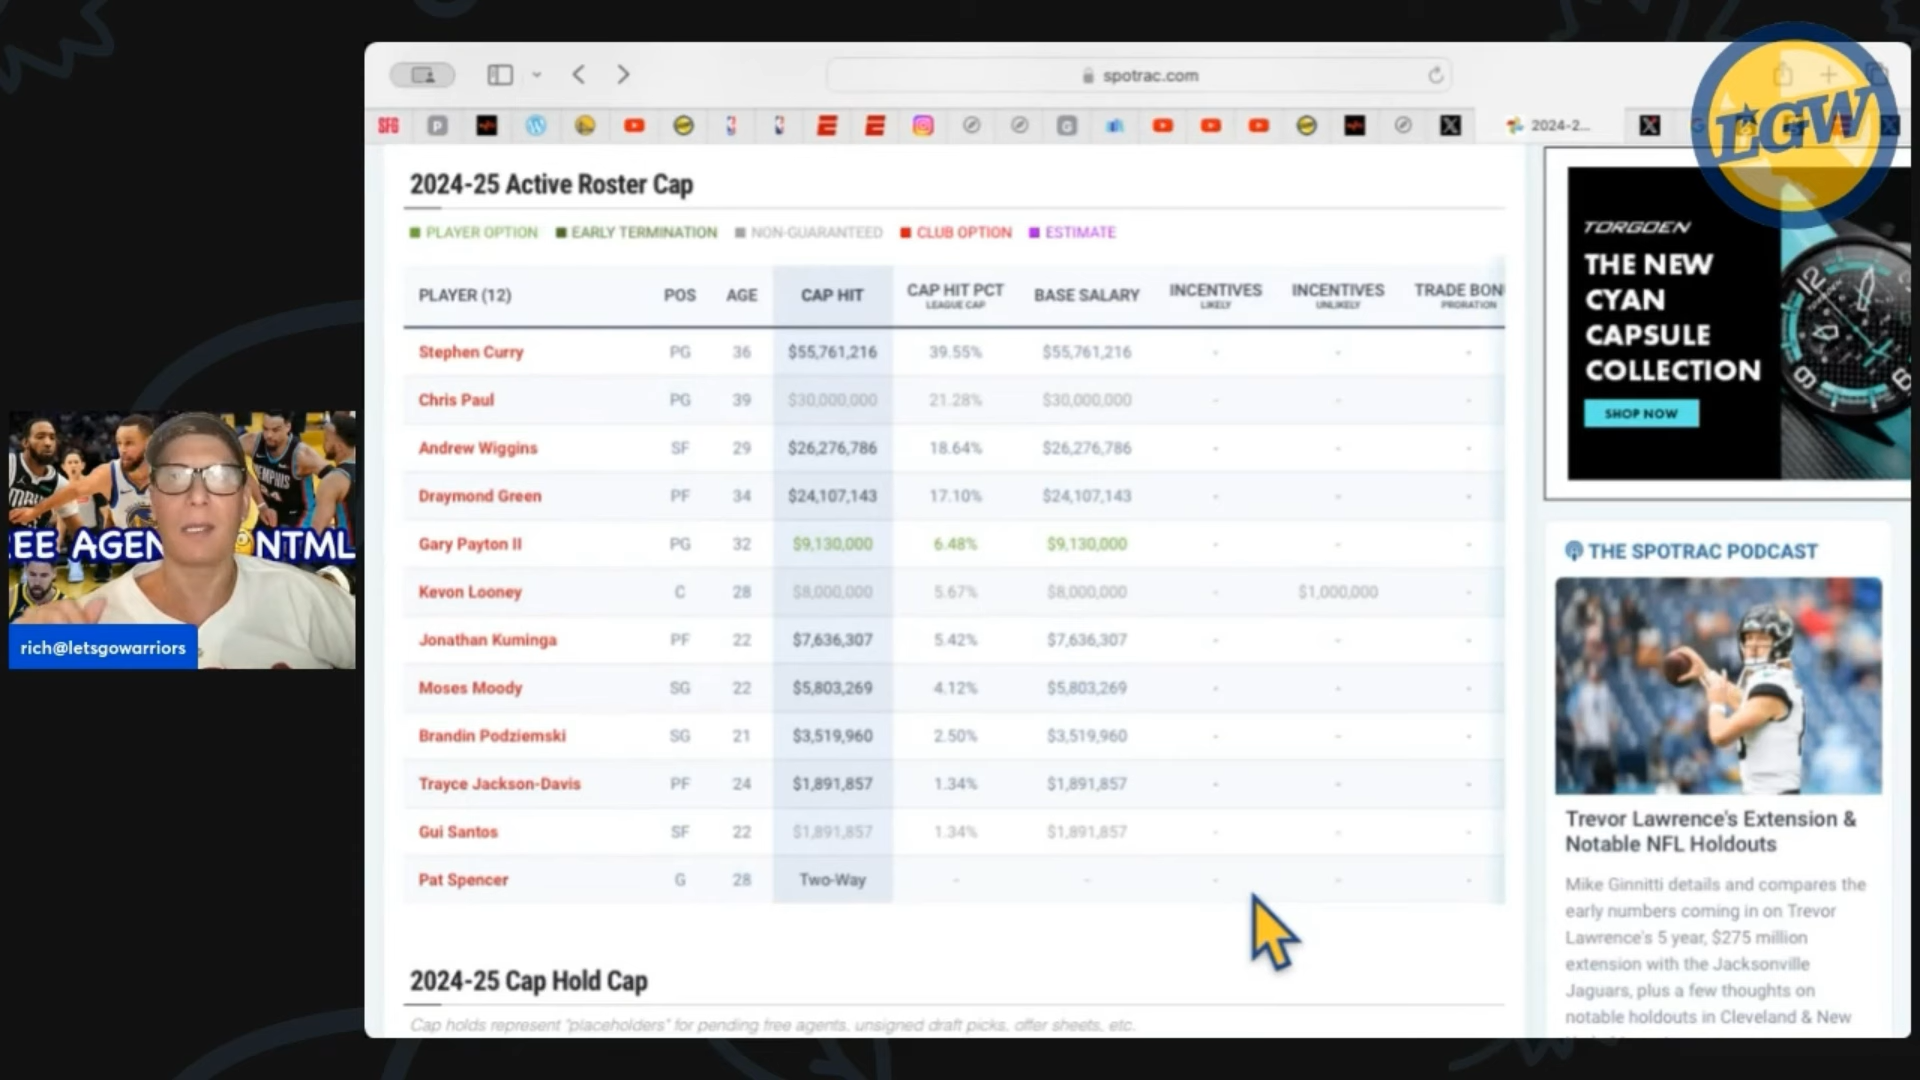 spotrac.com
SFG
2024-2...
LGW
2024-25 Active Roster Cap
PLAYER OPTION EARLY TERMINATION NON-GUARANTEED CLUB OPTION ESTIMATE
PLAYER (12) POS AGE CAP HIT CAP HIT PCT BASE SALARY INCENTIVES INCENTIVES TRADE BON
LEAGUE CAP LIKELY UNLIKELY PRORATION
Stephen Curry PG 36 $55,761,216 39.55% $55,761,216 - - -
Chris Paul PG 39 $30,000,000 21.28% $30,000,000 - - -
Andrew Wiggins SF 29 $26,276,786 18.64% $26,276,786 - - -
Draymond Green PF 34 $24,107,143 17.10% $24,107,143 - - -
Gary Payton II PG 32 $9,130,000 6.48% $9,130,000 - - -
Kevon Looney C 28 $8,000,000 5.67% $8,000,000 - $1,000,000 -
Jonathan Kuminga PF 22 $7,636,307 5.42% $7,636,307 - - -
Moses Moody SG 22 $5,803,269 4.12% $5,803,269 - - -
Brandin Podziemski SG 21 $3,519,960 2.50% $3,519,960 - - -
Trayce Jackson-Davis PF 24 $1,891,857 1.34% $1,891,857 - - -
Gui Santos SF 22 $1,891,857 1.34% $1,891,857 - - -
Pat Spencer G 28 Two-Way - - - - -
2024-25 Cap Hold Cap
Cap holds represent "placeholders" for pending free agents, unsigned draft picks, offer sheets, etc.
TORGOEN
THE NEW
CYAN
CAPSULE
COLLECTION
SHOP NOW
THE SPOTRAC PODCAST
Trevor Lawrence's Extension &
Notable NFL Holdouts
Mike Ginnitti details and compares the
early numbers coming in on Trevor
Lawrence's 5 year, $275 million
extension with the Jacksonville
Jaguars, plus a few thoughts on
notable holdouts in Cleveland & New
MEMPHIS
EE AGEN NTML
rich@letsgowarriors